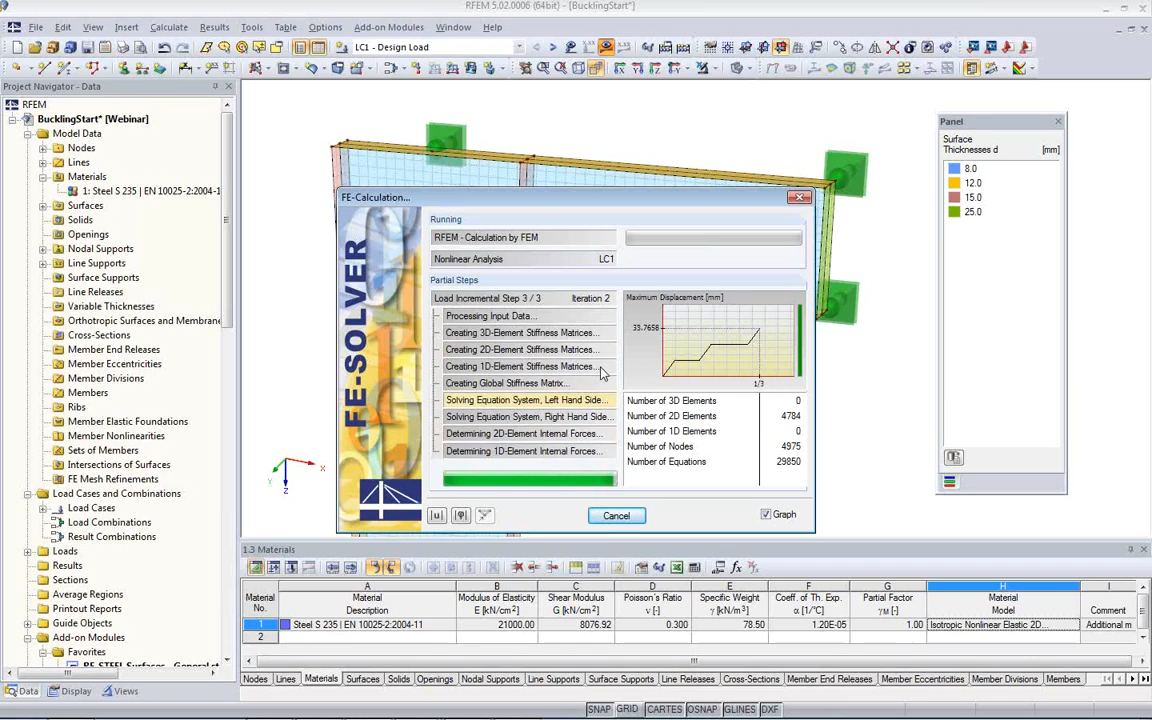 RFEM 5.02.0006 (64bit) - [BucklingStart*]
File Edit View Insert Calculate Results Tools Table Options Add-on Modules Window Help
LC1 - Design Load
Project Navigator - Data
RFEM
BucklingStart* [Webinar]
Model Data
Nodes
Lines
Materials
1: Steel S 235 | EN 10025-2:2004-1
Surfaces
Solids
Openings
Nodal Supports
Line Supports
Surface Supports
Line Releases
Variable Thicknesses
Orthotropic Surfaces and Membrane
Cross-Sections
Member End Releases
Member Eccentricities
Member Divisions
Members
Ribs
Member Elastic Foundations
Member Nonlinearities
Sets of Members
Intersections of Surfaces
FE Mesh Refinements
Load Cases and Combinations
Load Cases
Load Combinations
Result Combinations
Loads
Results
Sections
Average Regions
Printout Reports
Guide Objects
Add-on Modules
Favorites
RF-STEEL Surfaces - General st
Data Display Views
X
Y
Z
FE-Calculation...
FE-SOLVER
Running
RFEM - Calculation by FEM
Nonlinear Analysis LC1
Partial Steps
Load Incremental Step 3 / 3 Iteration 2
Processing Input Data...
Creating 3D-Element Stiffness Matrices...
Creating 2D-Element Stiffness Matrices...
Creating 1D-Element Stiffness Matrices...
Creating Global Stiffness Matrix...
Solving Equation System, Left Hand Side...
Solving Equation System, Right Hand Side...
Determining 2D-Element Internal Forces...
Determining 1D-Element Internal Forces...
Maximum Displacement [mm]
33.7658
1/3
Number of 3D Elements 0
Number of 2D Elements 4784
Number of 1D Elements 0
Number of Nodes 4975
Number of Equations 29850
Cancel
Graph
Panel
Surface
Thicknesses d [mm]
8.0
12.0
15.0
25.0
1.3 Materials
A B C D E F G H I
Material Material Modulus of Elasticity Shear Modulus Poisson's Ratio Specific Weight Coeff. of Th. Exp. Partial Factor Material
No. Description E [kN/cm²] G [kN/cm²] ν [-] γ [kN/m³] α [1/°C] γM [-] Model Comment
1 Steel S 235 | EN 10025-2:2004-11 21000.00 8076.92 0.300 78.50 1.20E-05 1.00 Isotropic Nonlinear Elastic 2D... Additional m
2
Nodes Lines Materials Surfaces Solids Openings Nodal Supports Line Supports Surface Supports Line Releases Cross-Sections Member End Releases Member Eccentricities Member Divisions Members
SNAP GRID CARTES OSNAP GLINES DXF